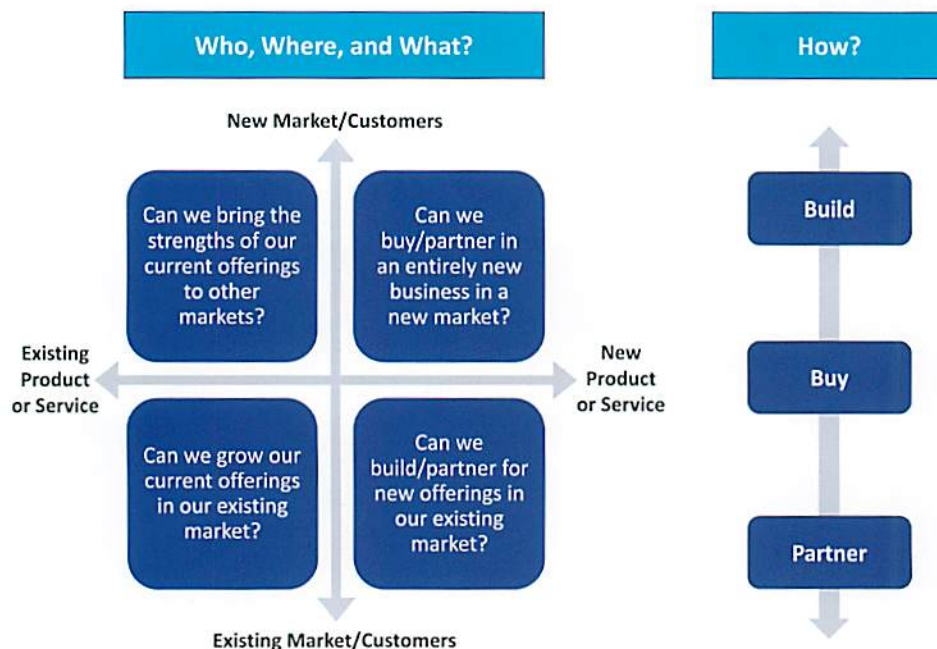 Who, Where, and What?
How?
New Market/Customers
Can we bring the
strengths of our
current offerings
to other
markets?
Can we
buy/partner in
an entirely new
business in a
new market?
Build
Existing
Product
or Service
New
Product
or Service
Buy
Can we grow our
current offerings
in our existing
market?
Can we
build/partner for
new offerings in
our existing
market?
Partner
Existing Market/Customers